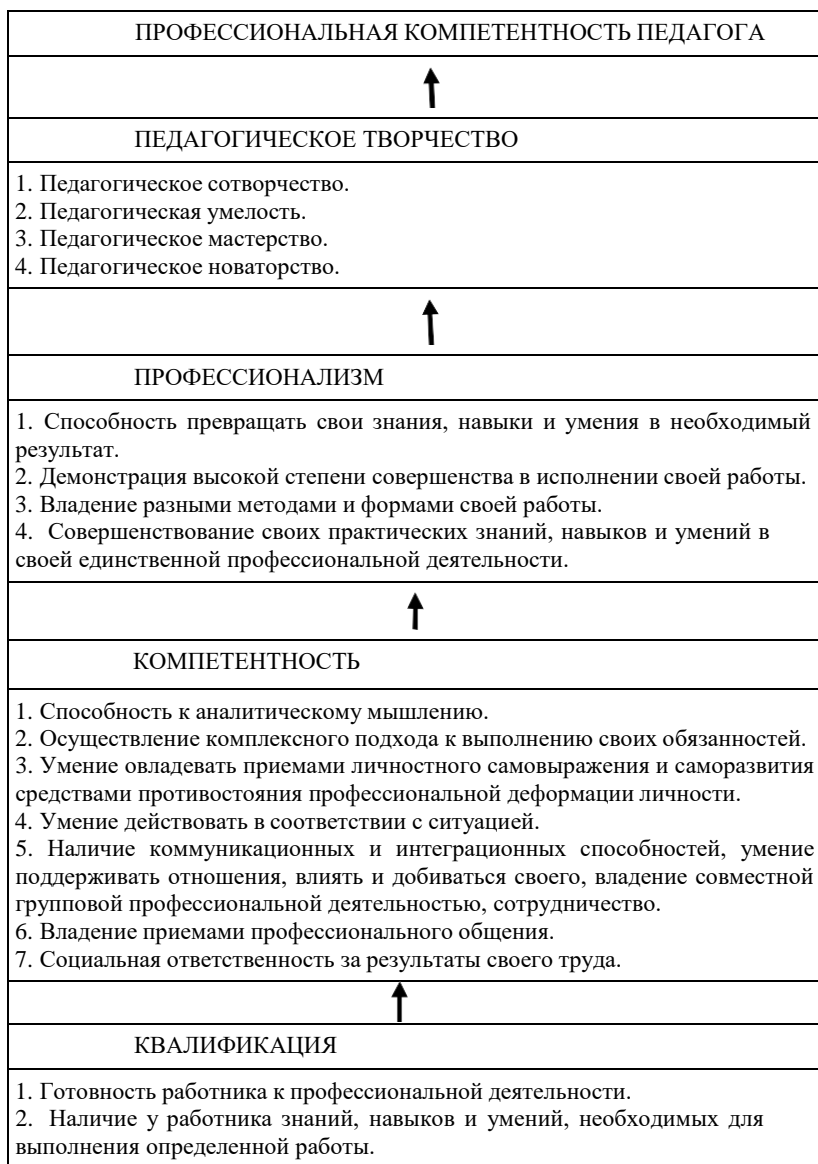 ПРОФЕССИОНАЛЬНАЯ КОМПЕТЕНТНОСТЬ ПЕДАГОГА
ПЕДАГОГИЧЕСКОЕ ТВОРЧЕСТВО
1. Педагогическое сотворчество.
2. Педагогическая умелость.
3. Педагогическое мастерство.
4. Педагогическое новаторство.
ПРОФЕССИОНАЛИЗМ
1. Способность превращать свои знания, навыки и умения в необходимый
результат.
2. Демонстрация высокой степени совершенства в исполнении своей работы.
3. Владение разными методами и формами своей работы.
4. Совершенствование своих практических знаний, навыков и умений в
своей единственной профессиональной деятельности.
КОМПЕТЕНТНОСТЬ
1. Способность к аналитическому мышлению.
2. Осуществление комплексного подхода к выполнению своих обязанностей.
3. Умение овладевать приемами личностного самовыражения и саморазвития
средствами противостояния профессиональной деформации личности.
4. Умение действовать в соответствии с ситуацией.
5. Наличие коммуникационных и интеграционных способностей, умение
поддерживать отношения, влиять и добиваться своего, владение совместной
групповой профессиональной деятельностью, сотрудничество.
6. Владение приемами профессионального общения.
7. Социальная ответственность за результаты своего труда.
КВАЛИФИКАЦИЯ
1. Готовность работника к профессиональной деятельности.
2. Наличие у работника знаний, навыков и умений, необходимых для
выполнения определенной работы.